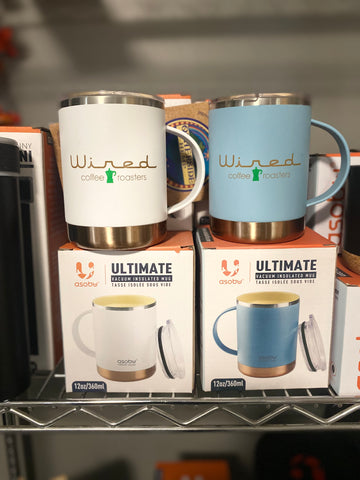 Wired
coffee roasters
Wired
coffee roasters
asobu®
ULTIMATE
VACUUM INSULATED MUG
TASSE ISOLÉE SOUS VIDE
asobu
12oz/360ml
asobu®
ULTIMATE
VACUUM INSULATED MUG
TASSE ISOLÉE SOUS VIDE
12oz/360ml